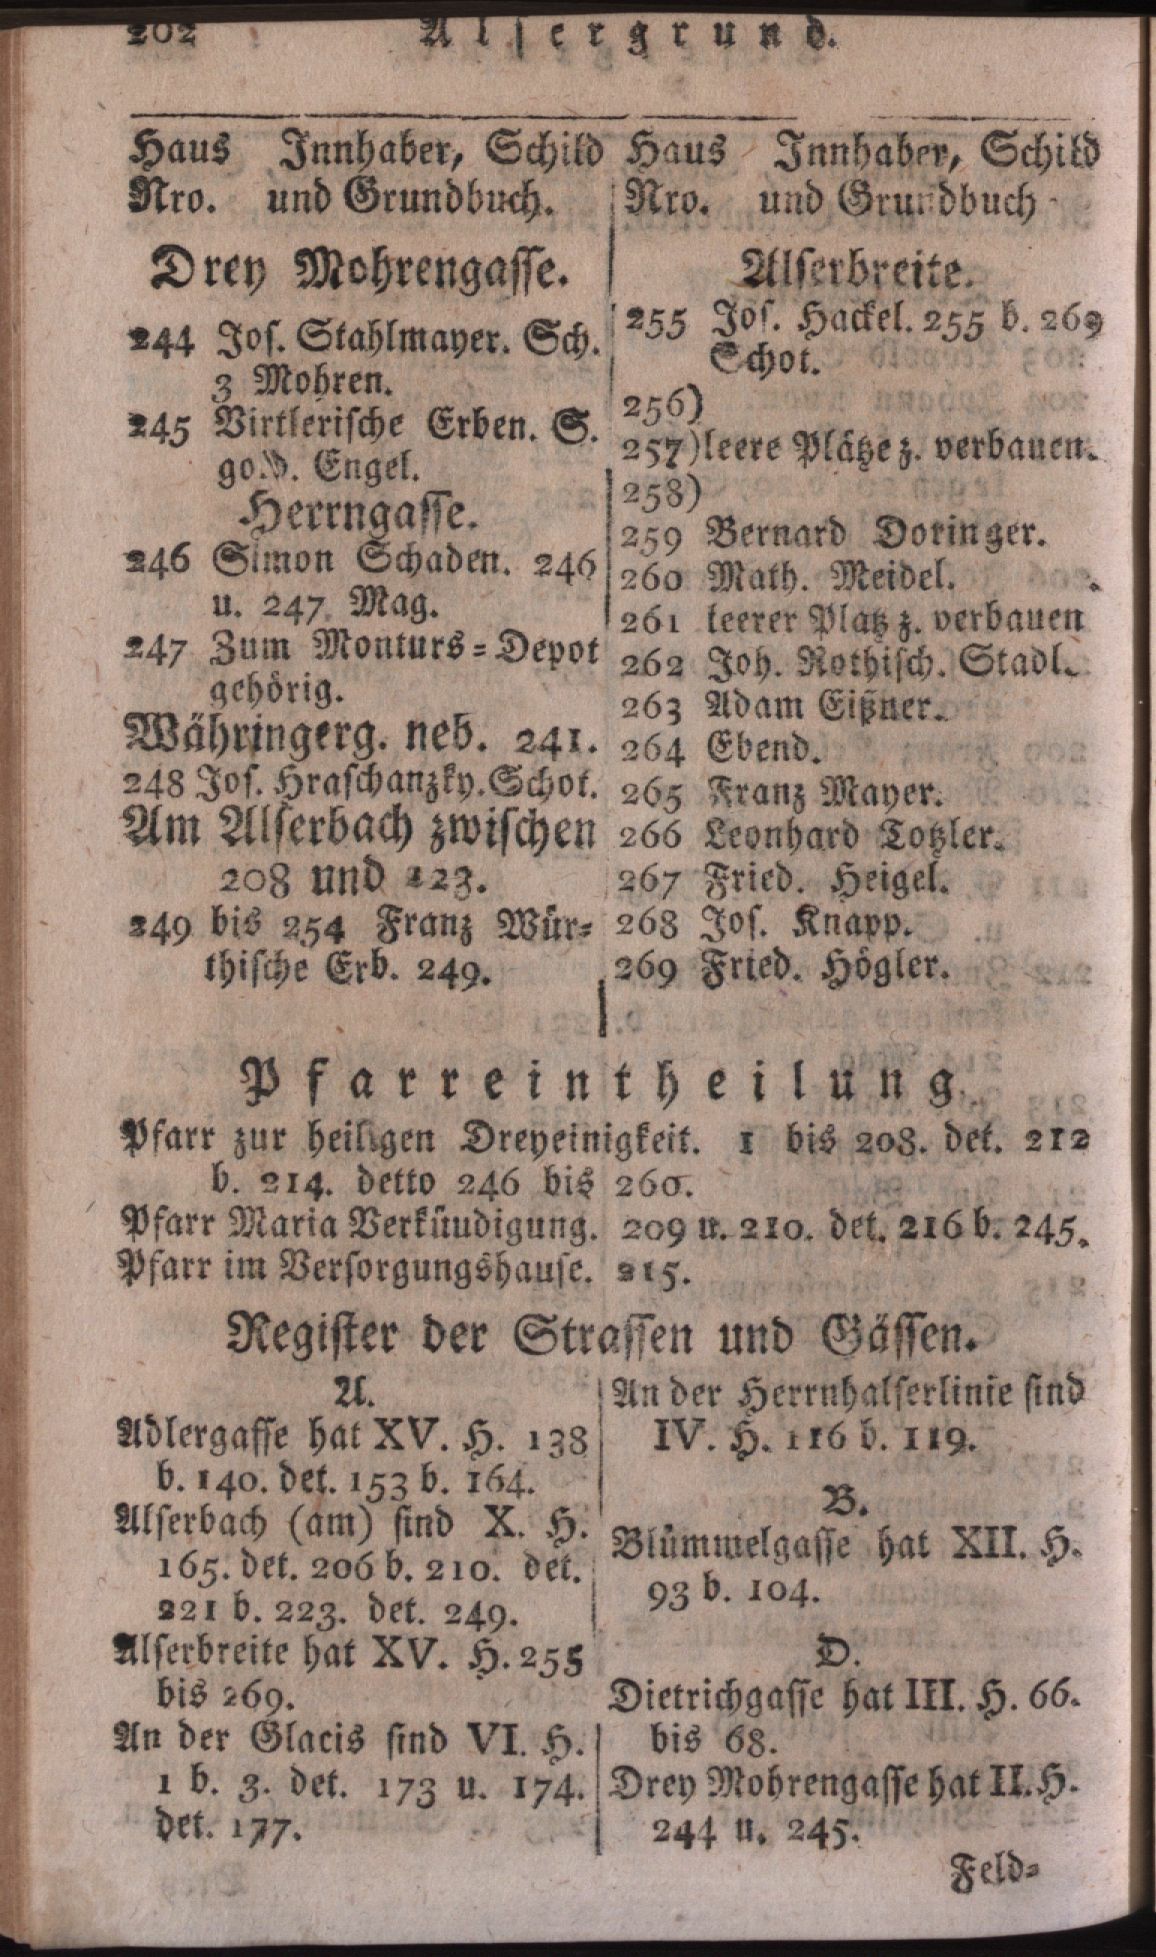 202 Alsergrund.
Haus Innhaber, Schild
Nro. und Grundbuch.
Drey Mohrengasse.
244 Jos. Stahlmayer. Sch.
3 Mohren.
245 Virtlerische Erben. S.
gold. Engel.
Herrngasse.
246 Simon Schaden. 246
u. 247. Mag.
247 Zum Monturs=Depot
gehörig.
Währingerg. neb. 241.
248 Jos. Hraschanzky. Schot.
Am Alserbach zwischen
208 und 123.
249 bis 254 Franz Wür=
thische Erb. 249.
Haus Innhaber, Schild
Nro. und Grundbuch
Alserbreite.
255 Jos. Hackel. 255 b. 269
Schot.
256)
257) leere Plätze z. verbauen.
258)
259 Bernard Doringer.
260 Math. Meidel.
261 leerer Platz z. verbauen
262 Joh. Rothisch. Stadl.
263 Adam Eißner.
264 Ebend.
265 Franz Mayer.
266 Leonhard Totzler.
267 Fried. Heigel.
268 Jos. Knapp.
269 Fried. Högler.
Pfarreintheilung.
Pfarr zur heiligen Dreyeinigkeit. 1 bis 208. det. 212
b. 214. detto 246 bis 260.
Pfarr Maria Verküudigung. 209 u. 210. det. 216 b. 245.
Pfarr im Versorgungshause. 215.
Register der Strassen und Gässen.
A.
Adlergasse hat XV. H. 138
b. 140. det. 153 b. 164.
Alserbach (am) sind X. H.
165. det. 206 b. 210. det.
221 b. 223. det. 249.
Alserbreite hat XV. H. 255
bis 269.
An der Glacis sind VI. H.
1 b. 3. det. 173 u. 174.
det. 177.
An der Herrnhalserlinie sind
IV. H. 116 b. 119.
B.
Blümmelgasse hat XII. H.
93 b. 104.
D.
Dietrichgasse hat III. H. 66.
bis 68.
Drey Mohrengasse hat II. H.
244 u. 245.
Feld=